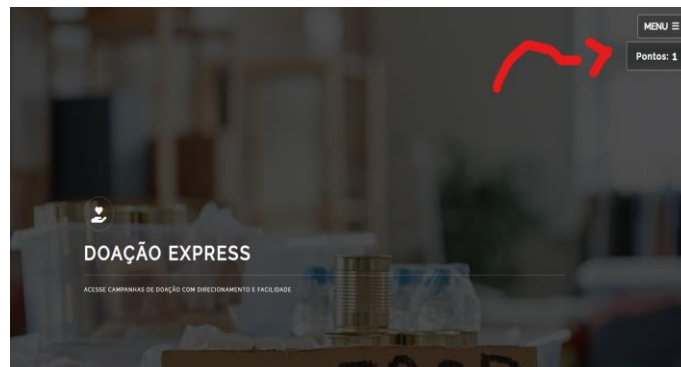 MENU ☰
Pontos: 1
DOAÇÃO EXPRESS
ACESSE CAMPANHAS DE DOAÇÃO COM DIRECIONAMENTO E FACILIDADE